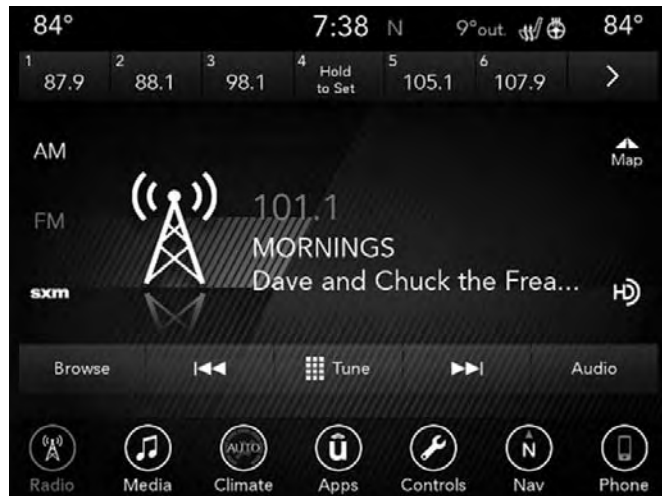 84° 7:38 N 9°out. 84°
1 87.9 2 88.1 3 98.1 4 Hold to Set 5 105.1 6 107.9
AM
Map
FM
101.1
MORNINGS
Dave and Chuck the Frea...
sxm
HD
Browse Tune Audio
AUTO û N
Radio Media Climate Apps Controls Nav Phone